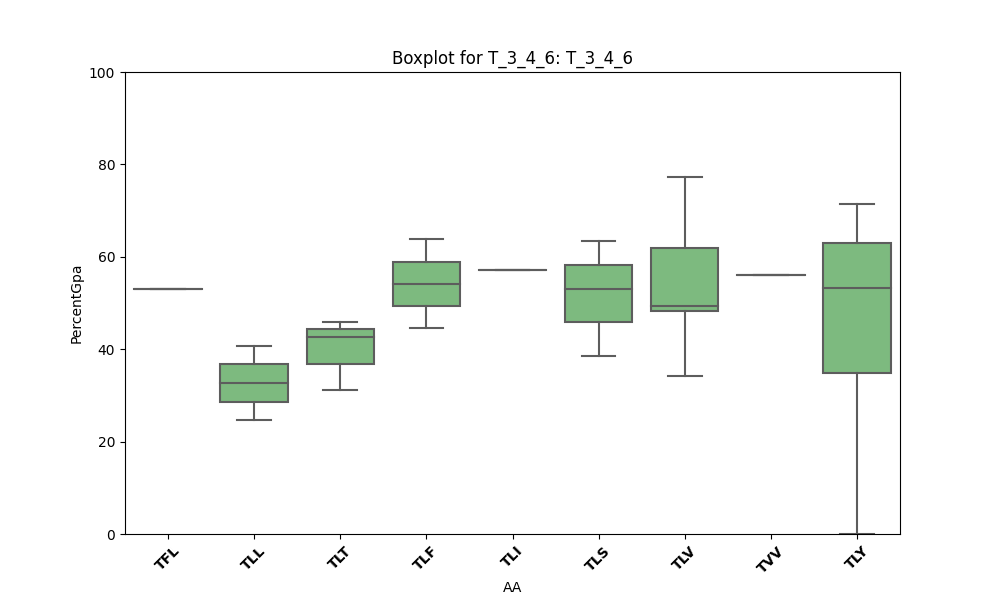 Boxplot for T_3_4_6: T_3_4_6
100
80
60
40
20
0
PercentGpa
TFL
TLL
TLT
TLF
TLI
TLS
TLV
TVV
TLY
AA